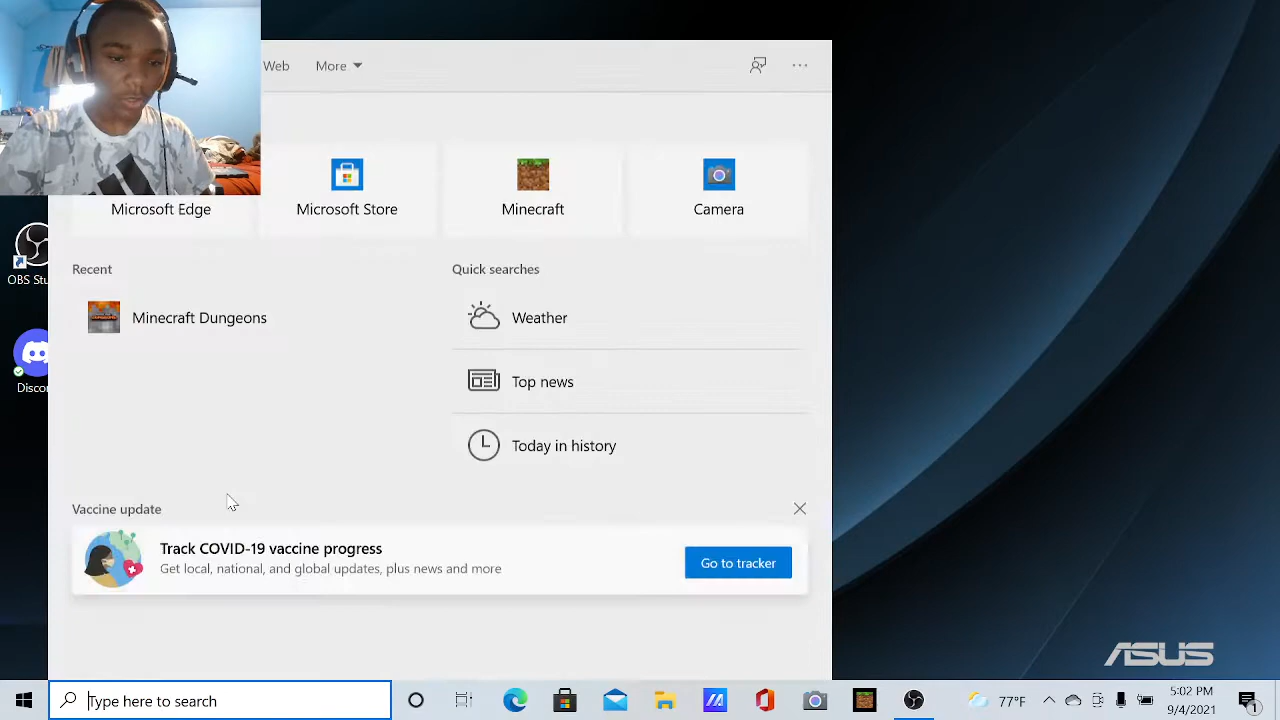 Web
More
Microsoft Edge
Microsoft Store
Minecraft
Camera
Recent
Quick searches
Minecraft Dungeons
Weather
Top news
Today in history
Vaccine update
Track COVID-19 vaccine progress
Get local, national, and global updates, plus news and more
Go to tracker
OBS Stu
Discor
ASUS
Type here to search
77°F
5:02 PM
9/4/2021
1